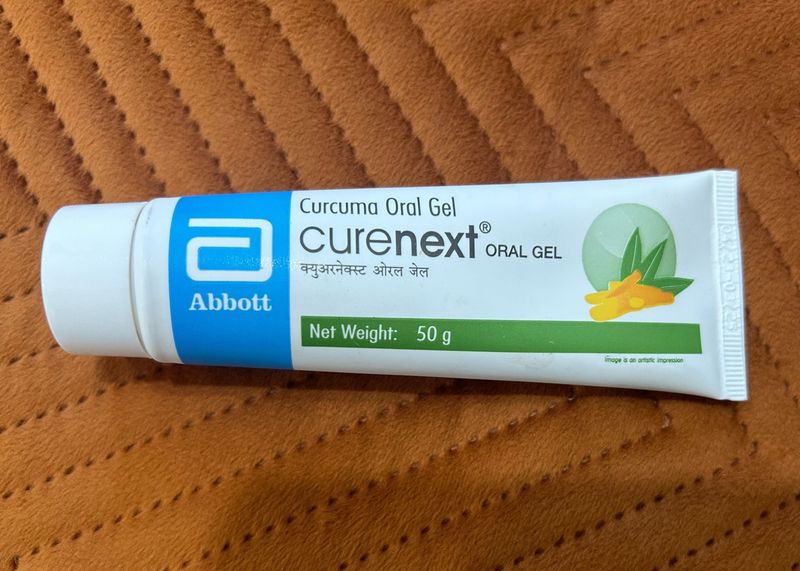 Abbott
Curcuma Oral Gel
curenext® ORAL GEL
क्युअरनेक्स्ट ओरल जेल
Net Weight: 50 g
Image is an artistic impression